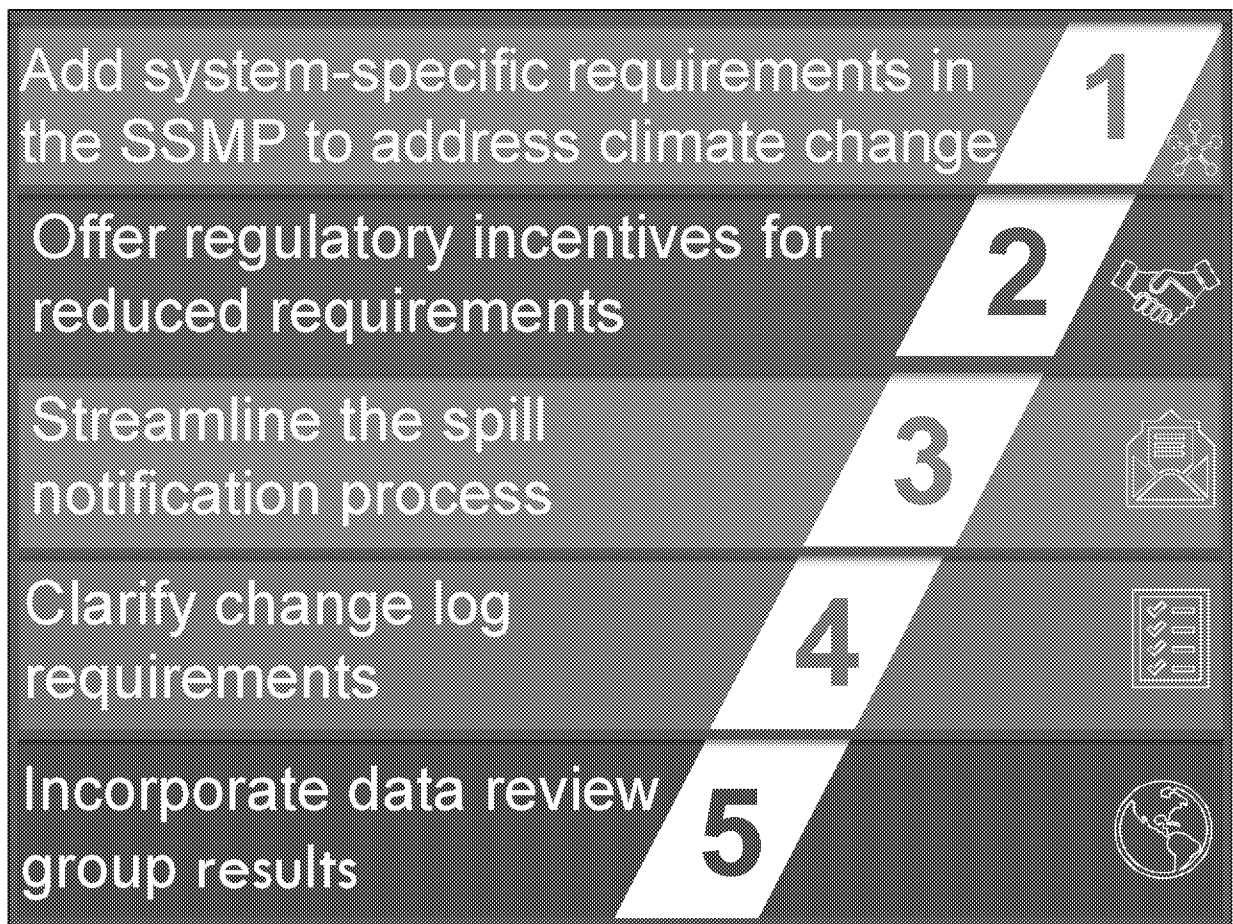 Add system-specific requirements in
the SSMP to address climate change
1
Offer regulatory incentives for
reduced requirements
2
Streamline the spill
notification process
3
Clarify change log
requirements
4
Incorporate data review
group results
5